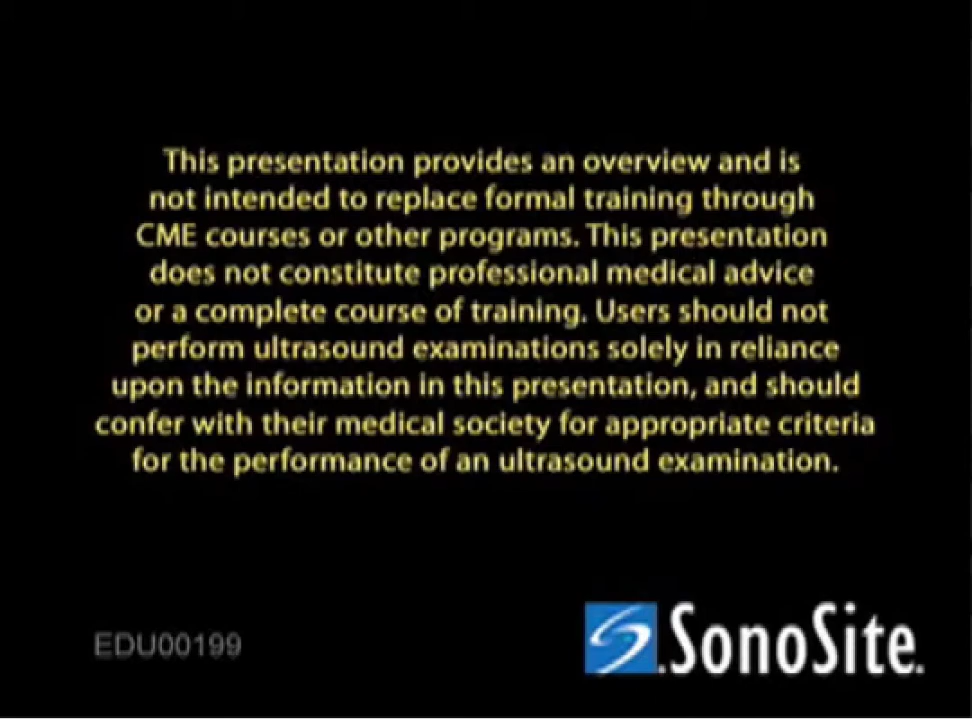 This presentation provides an overview and is
not intended to replace formal training through
CME courses or other programs. This presentation
does not constitute professional medical advice
or a complete course of training. Users should not
perform ultrasound examinations solely in reliance
upon the information in this presentation, and should
confer with their medical society for appropriate criteria
for the performance of an ultrasound examination.
EDU00199
SonoSite